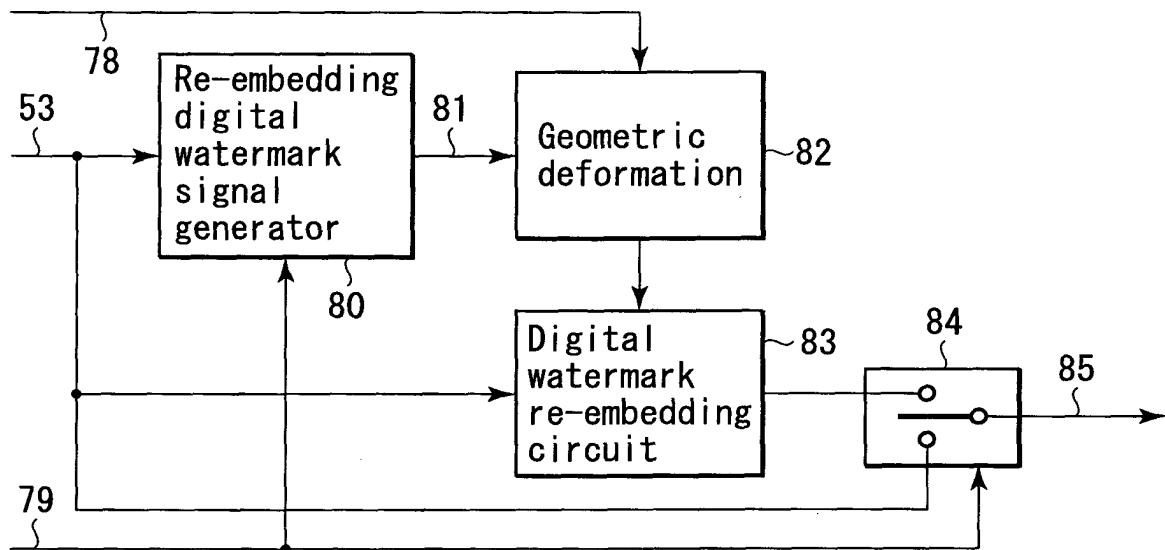 78
53
Re-embedding
digital
watermark
signal
generator
80
81
Geometric
deformation
82
Digital
watermark
re-embedding
circuit
83
84
85
79